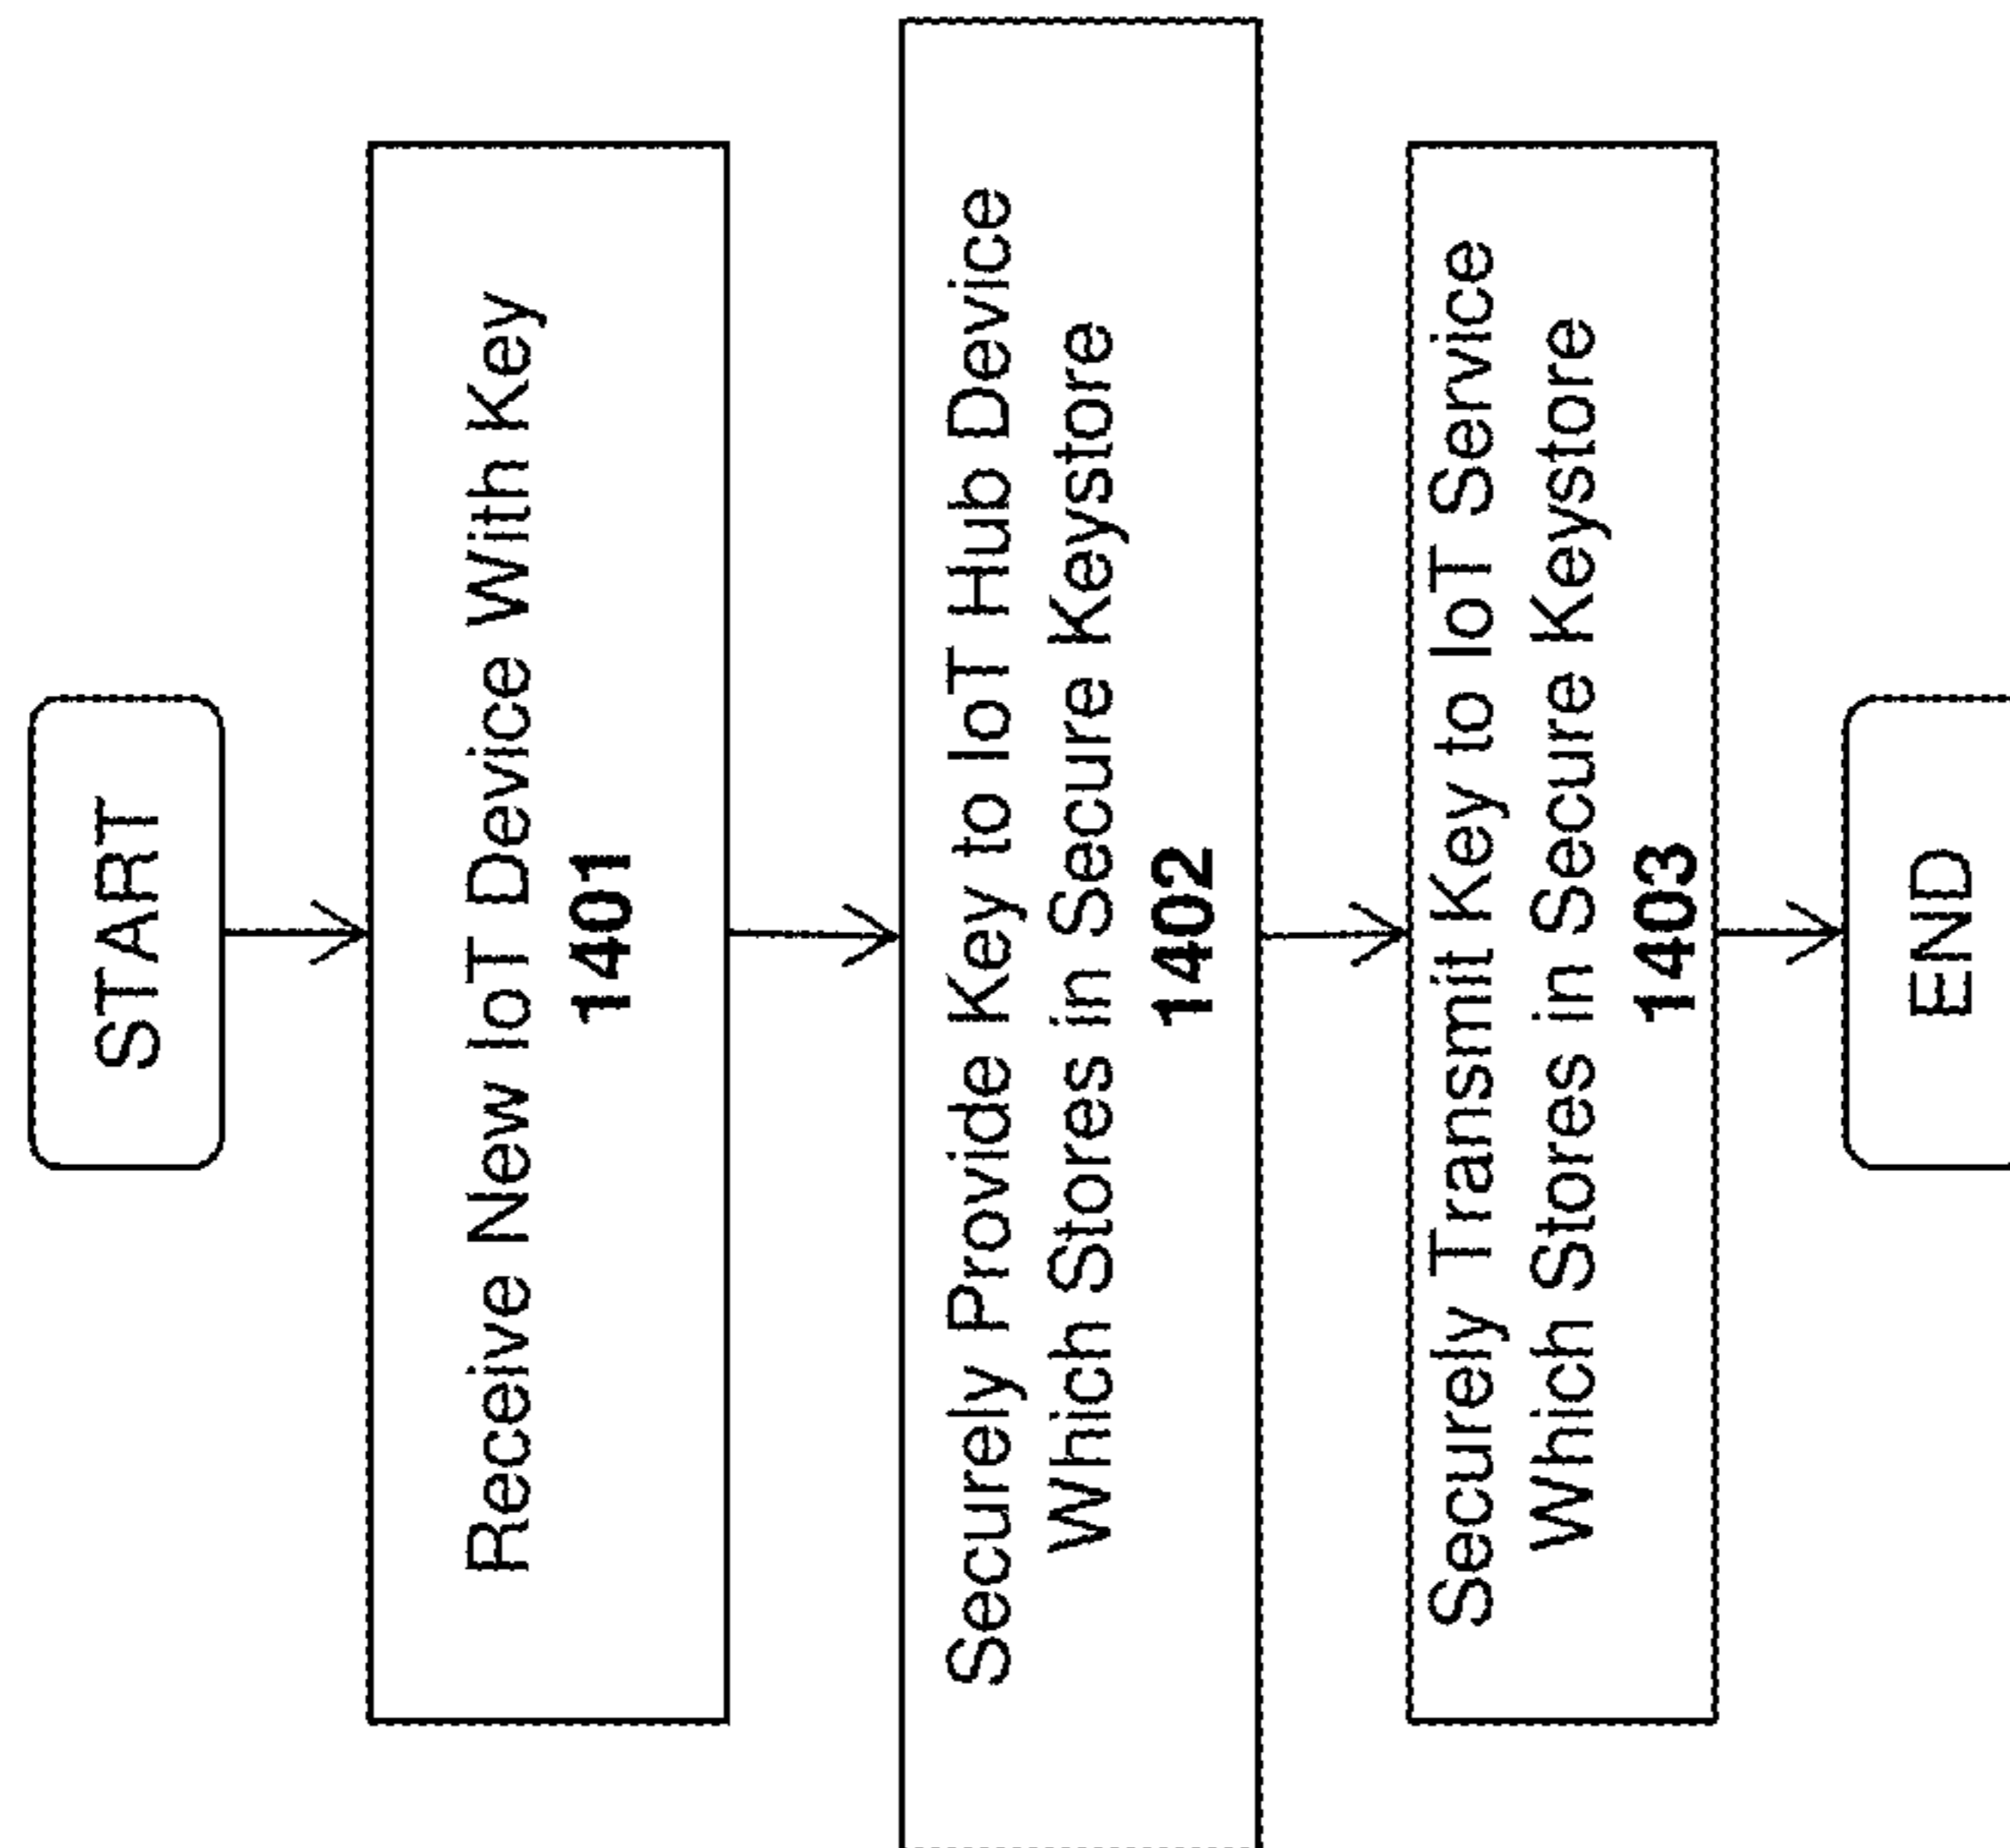 START
Receive New IoT Device With Key
1401
Securely Provide Key to IoT Hub Device
Which Stores in Secure Keystore
1402
Securely Transmit Key to IoT Service
Which Stores in Secure Keystore
1403
END